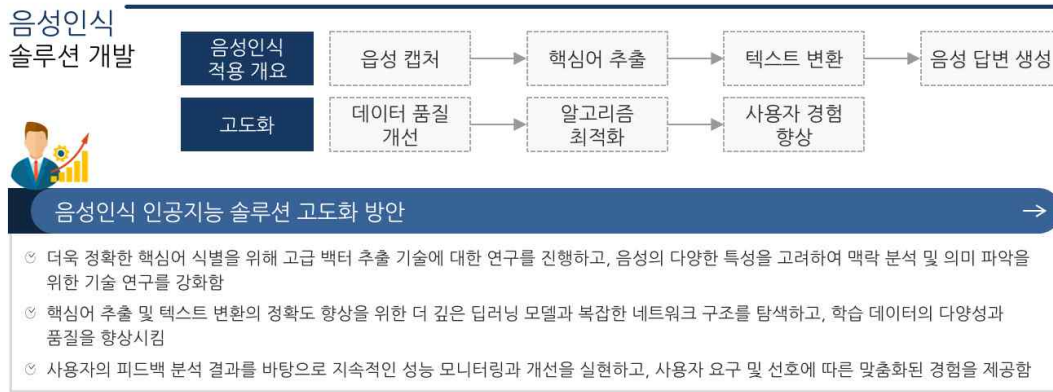 음성인식
솔루션 개발
음성인식
적용 개요
음성 캡처
핵심어 추출
텍스트 변환
음성 답변 생성
고도화
데이터 품질
개선
알고리즘
최적화
사용자 경험
향상
음성인식 인공지능 솔루션 고도화 방안
더욱 정확한 핵심어 식별을 위해 고급 백터 추출 기술에 대한 연구를 진행하고, 음성의 다양한 특성을 고려하여 맥락 분석 및 의미 파악을
위한 기술 연구를 강화함
핵심어 추출 및 텍스트 변환의 정확도 향상을 위한 더 깊은 딥러닝 모델과 복잡한 네트워크 구조를 탐색하고, 학습 데이터의 다양성과
품질을 향상시킴
사용자의 피드백 분석 결과를 바탕으로 지속적인 성능 모니터링과 개선을 실현하고, 사용자 요구 및 선호에 따른 맞춤화된 경험을 제공함